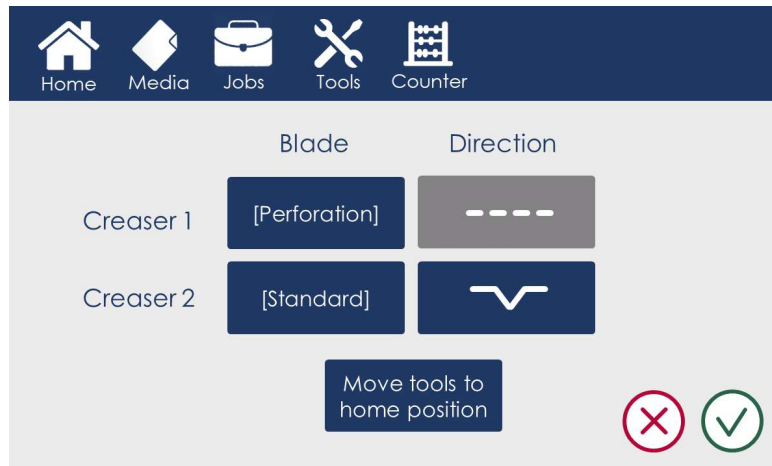 Home Media Jobs Tools Counter
Blade Direction
Creaser 1 [Perforation]
Creaser 2 [Standard]
Move tools to
home position